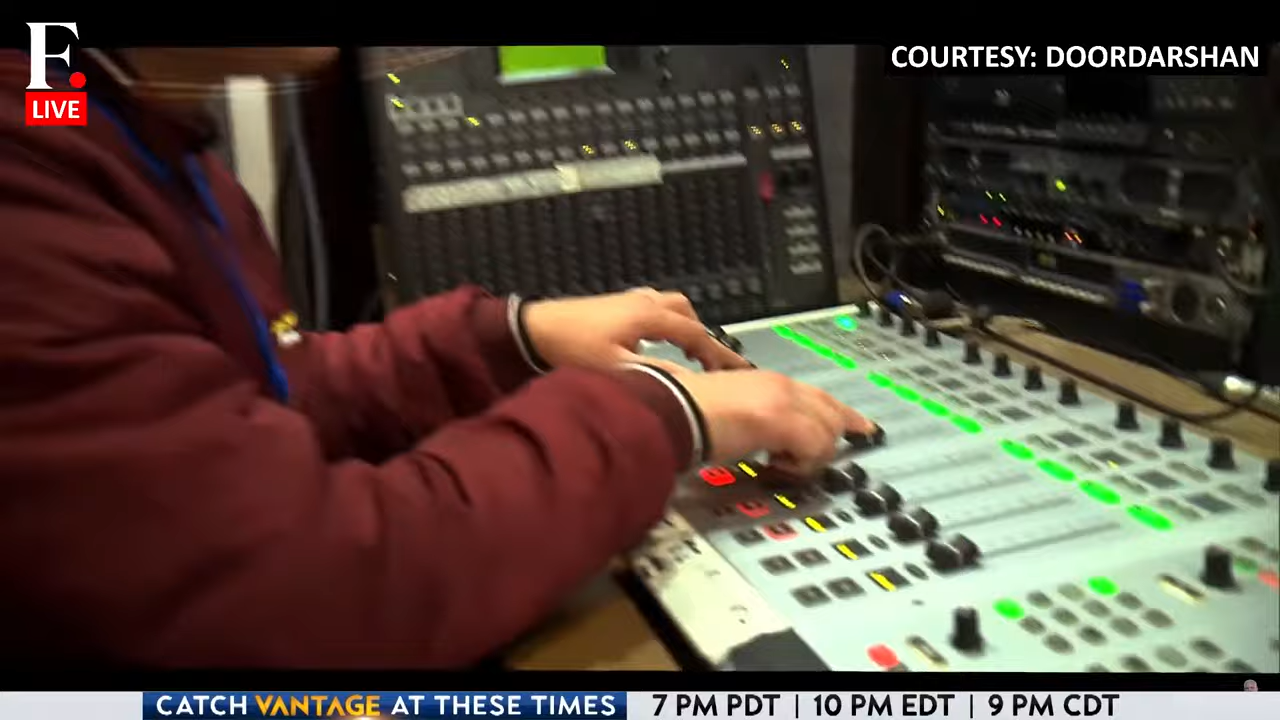 F.
LIVE
COURTESY: DOORDARSHAN
CATCH VANTAGE AT THESE TIMES
7 PM PDT | 10 PM EDT | 9 PM CDT